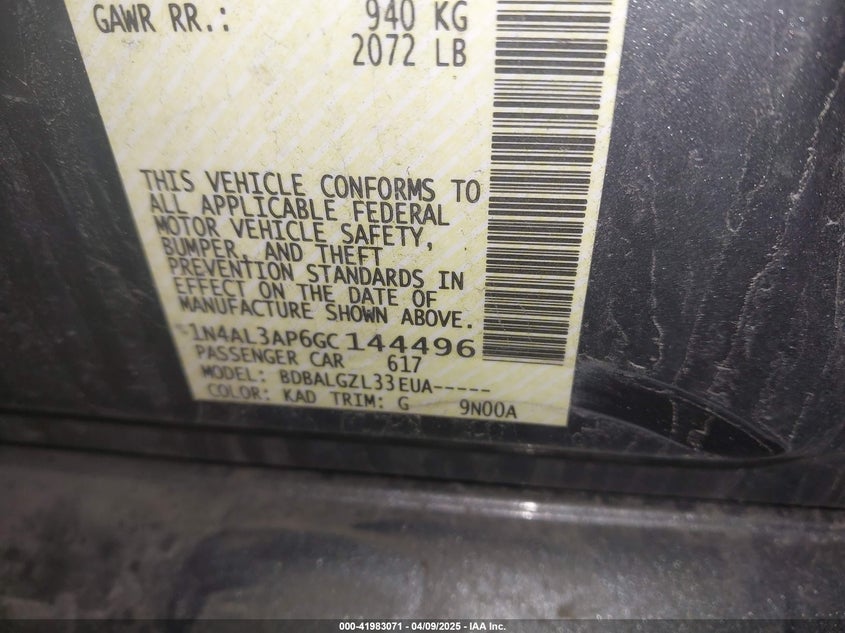 GAWR RR.: 940 KG
2072 LB
THIS VEHICLE CONFORMS TO
ALL APPLICABLE FEDERAL
MOTOR VEHICLE SAFETY,
BUMPER, AND THEFT
PREVENTION STANDARDS IN
EFFECT ON THE DATE OF
MANUFACTURE SHOWN ABOVE.
1N4AL3AP6GC144496
PASSENGER CAR 617
MODEL: BDBALGZL33EUA-----
COLOR: KAD TRIM: G 9N00A
000-41983071 | 04/09/2025 - IAA Inc.